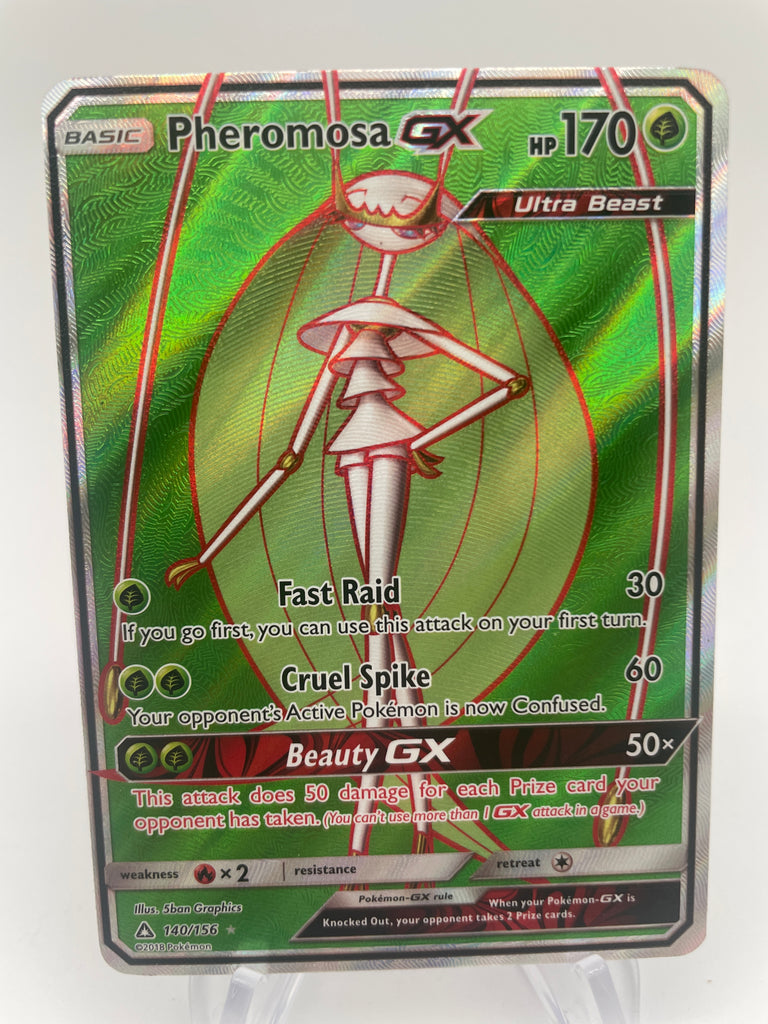 BASIC Pheromosa GX HP 170
Ultra Beast
Fast Raid 30
If you go first, you can use this attack on your first turn.
Cruel Spike 60
Your opponent's Active Pokémon is now Confused.
Beauty GX 50×
This attack does 50 damage for each Prize card your
opponent has taken. (You can't use more than 1 GX attack in a game.)
weakness × 2 resistance retreat
Pokémon-GX rule When your Pokémon-GX is
Knocked Out, your opponent takes 2 Prize cards.
Illus. 5ban Graphics
140/156
©2018 Pokémon